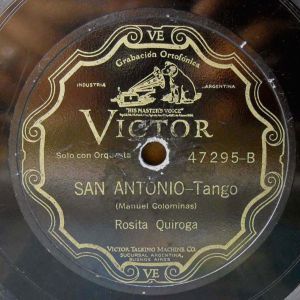 VE
Grabación Ortofónica
INDUSTRIA ARGENTINA
"HIS MASTER'S VOICE"
VICTOR
Solo con Orquesta 47295-B
SAN ANTONIO-Tango
(Manuel Colominas)
Rosita Quiroga
VICTOR TALKING MACHINE CO.
SUCURSAL ARGENTINA,
BUENOS AIRES
VE